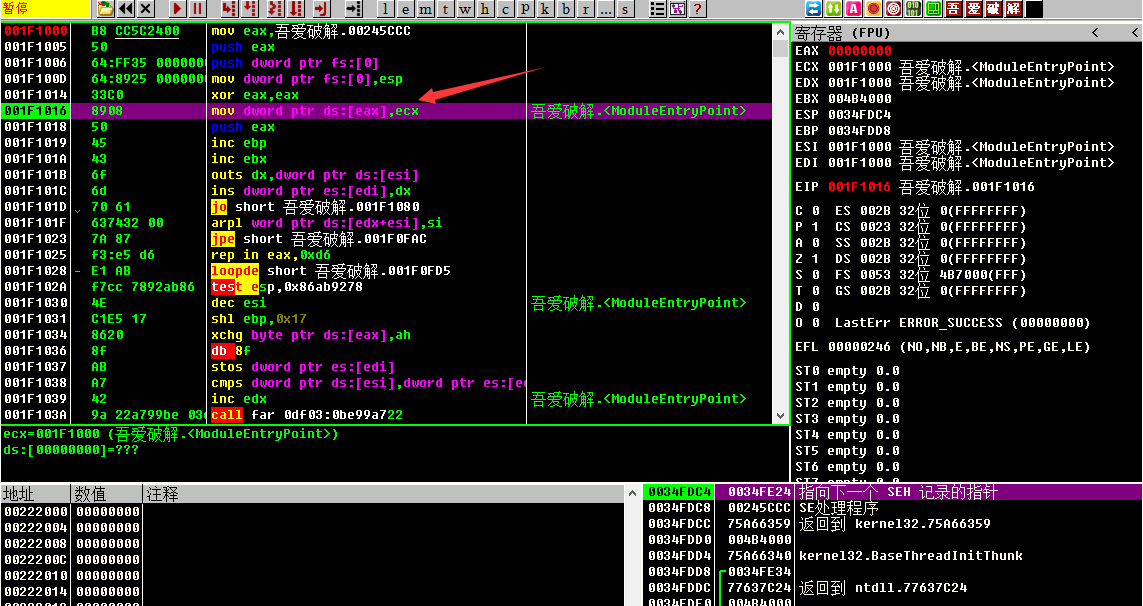 暂停
l e m t w h c p k b r ... s ?
吾 爱 破 解
001F1000 B8 CC5C2400 mov eax,吾爱破解.00245CCC
001F1005 50 push eax
001F1006 64:FF35 0000000 push dword ptr fs:[0]
001F100D 64:8925 0000000 mov dword ptr fs:[0],esp
001F1014 33C0 xor eax,eax
001F1016 8908 mov dword ptr ds:[eax],ecx 吾爱破解.<ModuleEntryPoint>
001F1018 50 push eax
001F1019 45 inc ebp
001F101A 43 inc ebx
001F101B 6f outs dx,dword ptr es:[esi]
001F101C 6d ins dword ptr es:[edi],dx
001F101D 70 61 jo short 吾爱破解.001F1080
001F101F 637432 00 arpl word ptr ds:[edx+esi],si
001F1023 7A 87 jpe short 吾爱破解.001F0FAC
001F1025 f3:e5 d6 rep in eax,0xd6
001F1028 E1 AB loopde short 吾爱破解.001F0FD5
001F102A f7cc 7892ab86 test esp,0x86ab9278
001F1030 4E dec esi 吾爱破解.<ModuleEntryPoint>
001F1031 C1E5 17 shl ebp,0x17
001F1034 8620 xchg byte ptr ds:[eax],ah
001F1036 8f db 8f
001F1037 AB stos dword ptr es:[edi]
001F1038 A7 cmps dword ptr ds:[esi],dword ptr es:[e
001F1039 42 inc edx 吾爱破解.<ModuleEntryPoint>
001F103A 9a 22a799be 03 call far 0df03:0be99a722
ecx=001F1000 (吾爱破解.<ModuleEntryPoint>)
ds:[00000000]=???
寄存器 (FPU) < <
EAX 00000000
ECX 001F1000 吾爱破解.<ModuleEntryPoint>
EDX 001F1000 吾爱破解.<ModuleEntryPoint>
EBX 004B4000
ESP 0034FDC4
EBP 0034FDD8
ESI 001F1000 吾爱破解.<ModuleEntryPoint>
EDI 001F1000 吾爱破解.<ModuleEntryPoint>
EIP 001F1016 吾爱破解.001F1016
C 0 ES 002B 32位 0(FFFFFFFF)
P 1 CS 0023 32位 0(FFFFFFFF)
A 0 SS 002B 32位 0(FFFFFFFF)
Z 1 DS 002B 32位 0(FFFFFFFF)
S 0 FS 0053 32位 4B7000(FFF)
T 0 GS 002B 32位 0(FFFFFFFF)
D 0
O 0 LastErr ERROR_SUCCESS (00000000)
EFL 00000246 (NO,NB,E,BE,NS,PE,GE,LE)
ST0 empty 0.0
ST1 empty 0.0
ST2 empty 0.0
ST3 empty 0.0
ST4 empty 0.0
ST5 empty 0.0
ST6 empty 0.0
ST7 empty 0.0
地址 数值 注释
00222000 00000000
00222004 00000000
00222008 00000000
0022200C 00000000
00222010 00000000
00222014 00000000
0034FDC4 0034FE24 指向下一个 SEH 记录的指针
0034FDC8 00245CCC SE处理程序
0034FDCC 75A66359 返回到 kernel32.75A66359
0034FDD0 004B4000
0034FDD4 75A66340 kernel32.BaseThreadInitThunk
0034FDD8 0034FE34
0034FDDC 77637C24 返回到 ntdll.77637C24
0034FDE0 004B4000